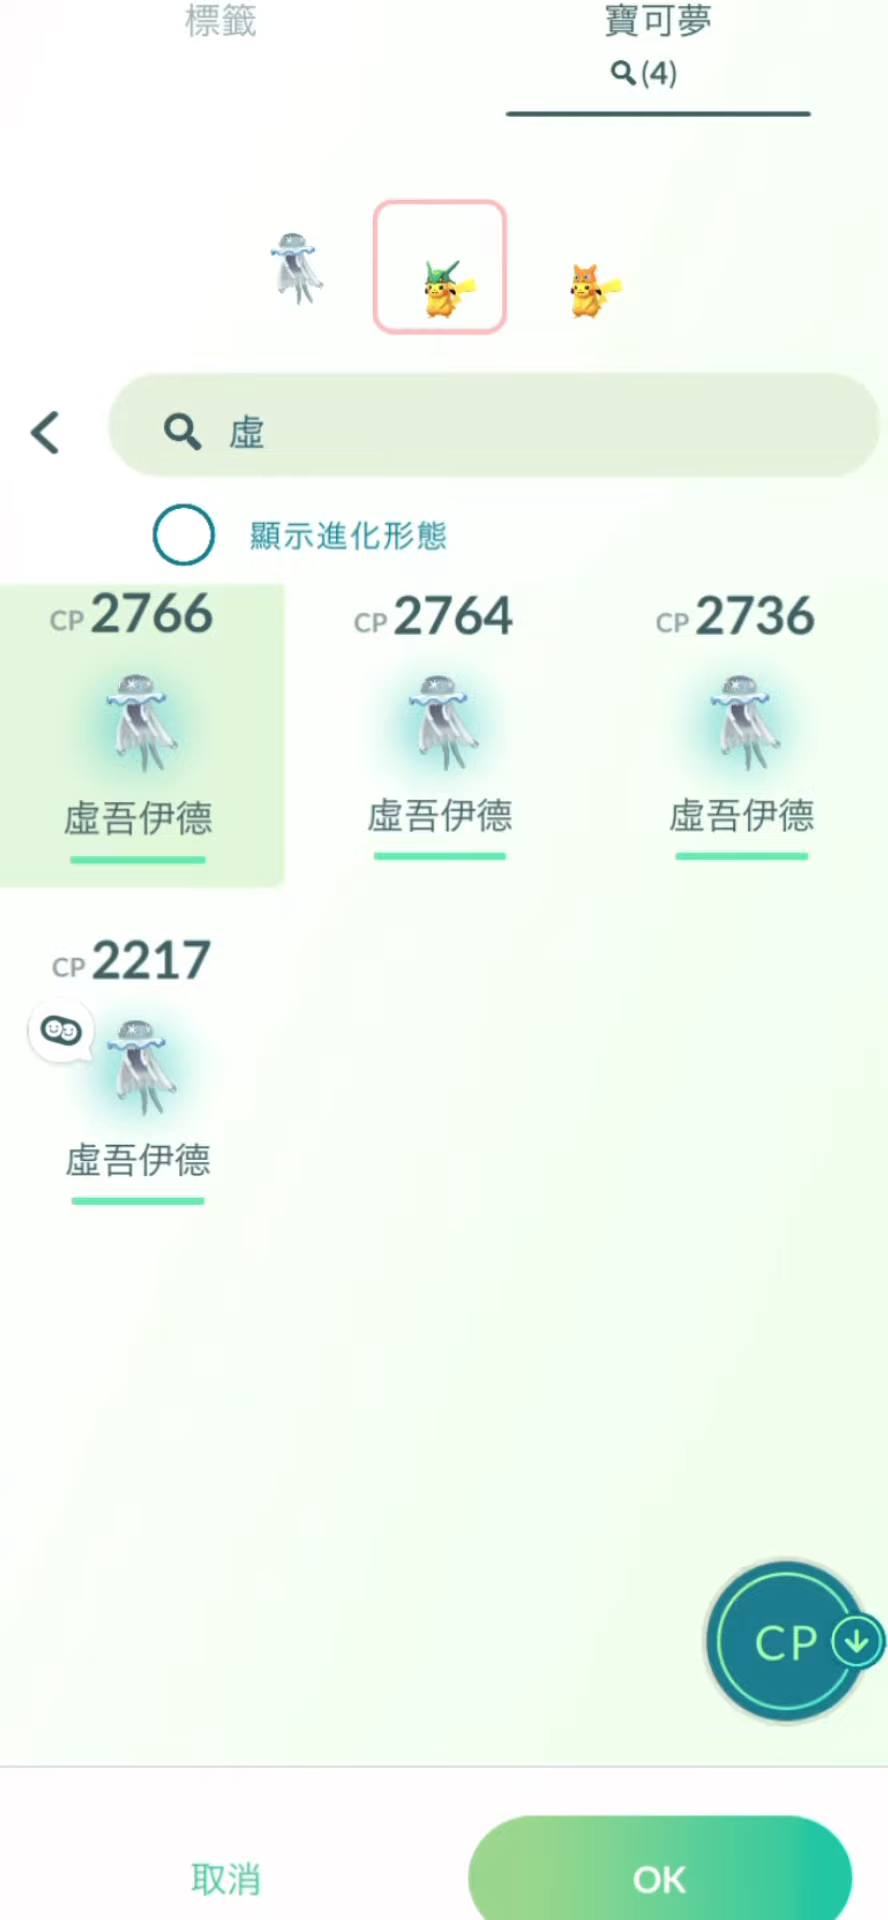 標籤
寶可夢
(4)
虛
顯示進化形態
CP 2766
CP 2764
CP 2736
虛吾伊德
虛吾伊德
虛吾伊德
CP 2217
虛吾伊德
CP
取消
OK